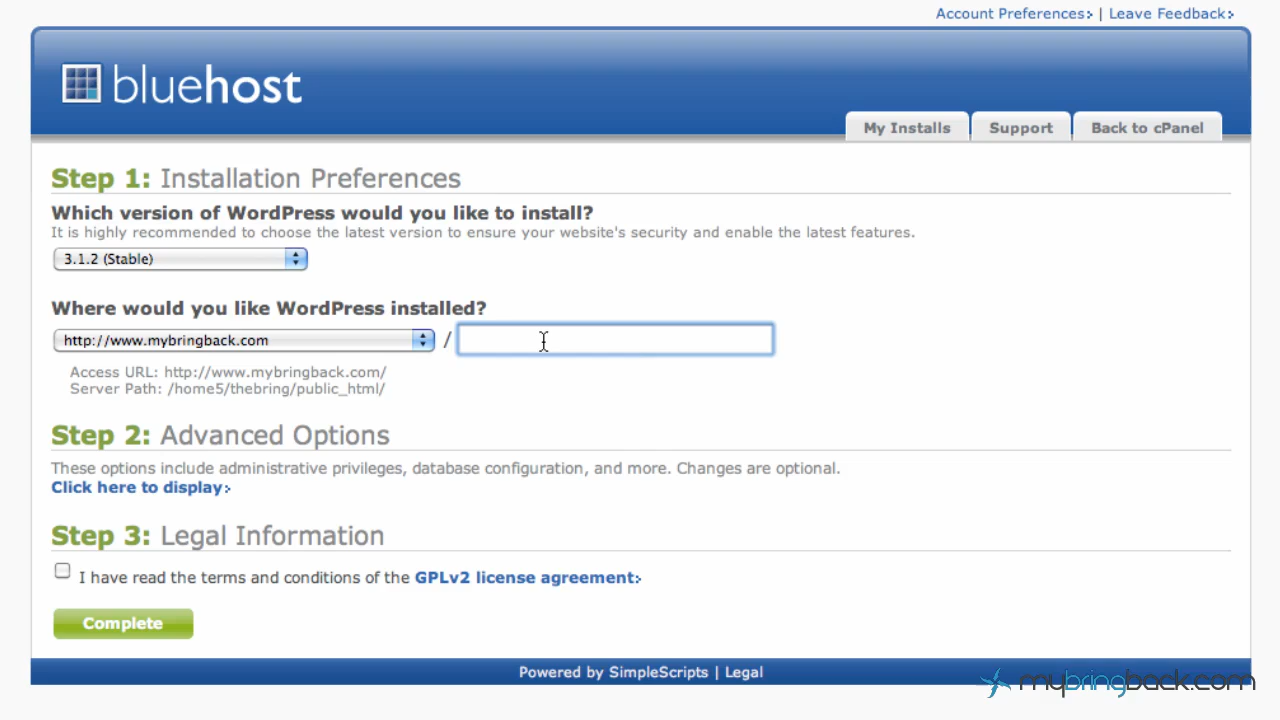 Account Preferences | Leave Feedback
bluehost
My Installs Support Back to cPanel
Step 1: Installation Preferences
Which version of WordPress would you like to install?
It is highly recommended to choose the latest version to ensure your website's security and enable the latest features.
3.1.2 (Stable)
Where would you like WordPress installed?
http://www.mybringback.com /
Access URL: http://www.mybringback.com/
Server Path: /home5/thebring/public_html/
Step 2: Advanced Options
These options include administrative privileges, database configuration, and more. Changes are optional.
Click here to display
Step 3: Legal Information
I have read the terms and conditions of the GPLv2 license agreement
Complete
Powered by SimpleScripts | Legal
mybringback.com